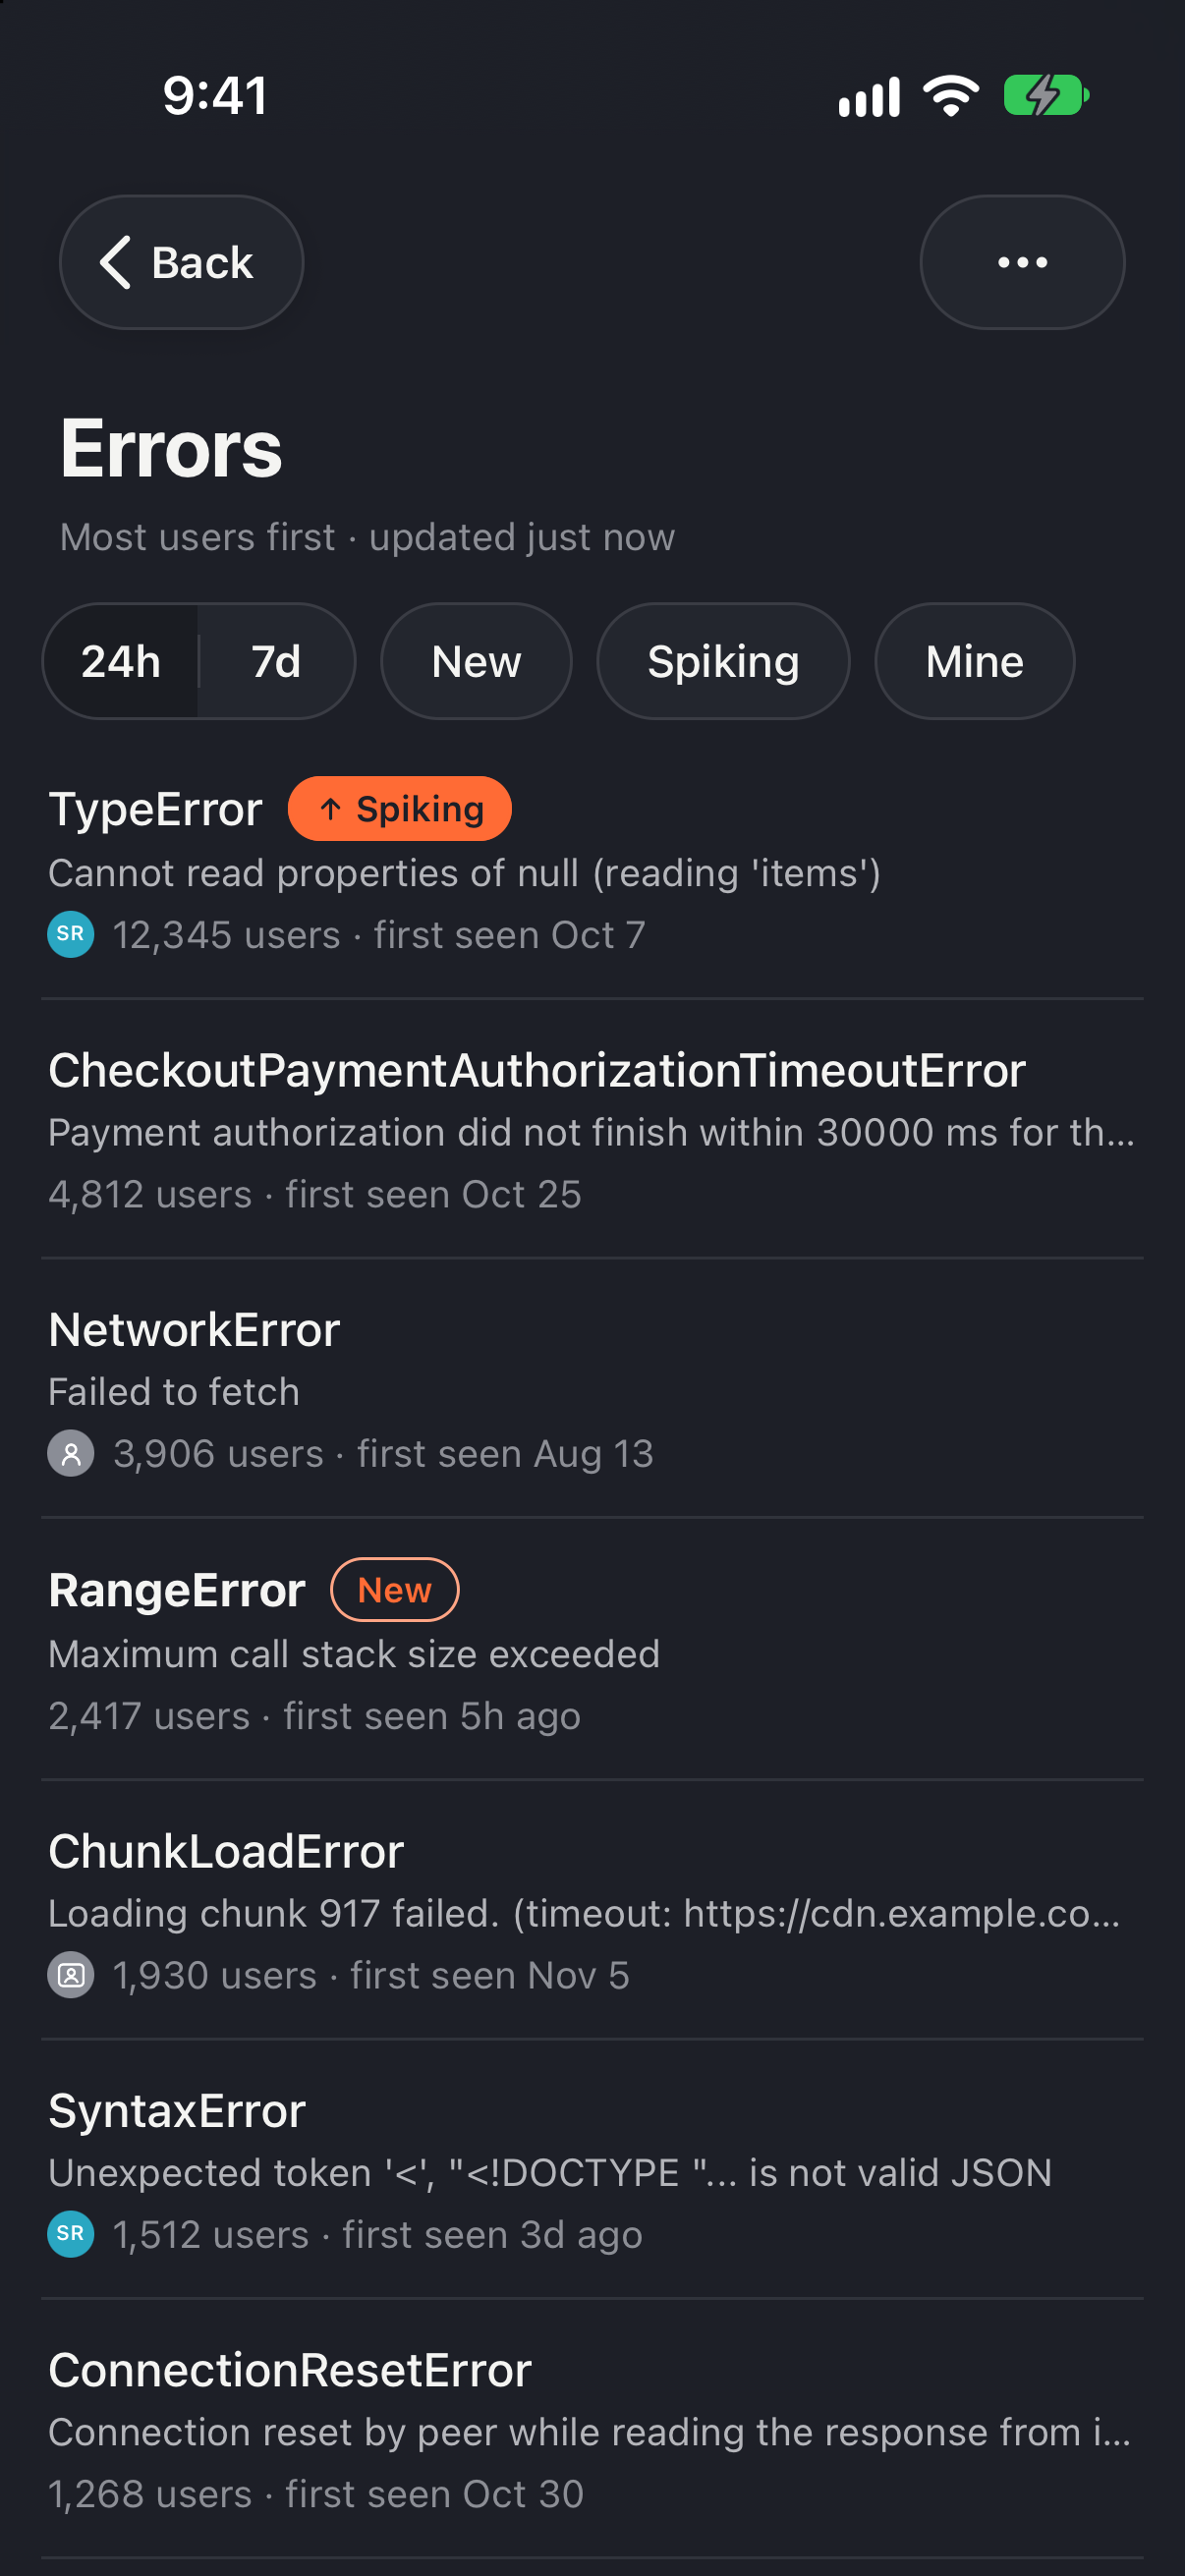 9:41
Back
Errors
Most users first · updated just now
24h 7d New Spiking Mine
TypeError ↑ Spiking
Cannot read properties of null (reading 'items')
SR 12,345 users · first seen Oct 7
CheckoutPaymentAuthorizationTimeoutError
Payment authorization did not finish within 30000 ms for th...
4,812 users · first seen Oct 25
NetworkError
Failed to fetch
3,906 users · first seen Aug 13
RangeError New
Maximum call stack size exceeded
2,417 users · first seen 5h ago
ChunkLoadError
Loading chunk 917 failed. (timeout: https://cdn.example.co...
1,930 users · first seen Nov 5
SyntaxError
Unexpected token '<', "<!DOCTYPE "... is not valid JSON
SR 1,512 users · first seen 3d ago
ConnectionResetError
Connection reset by peer while reading the response from i...
1,268 users · first seen Oct 30